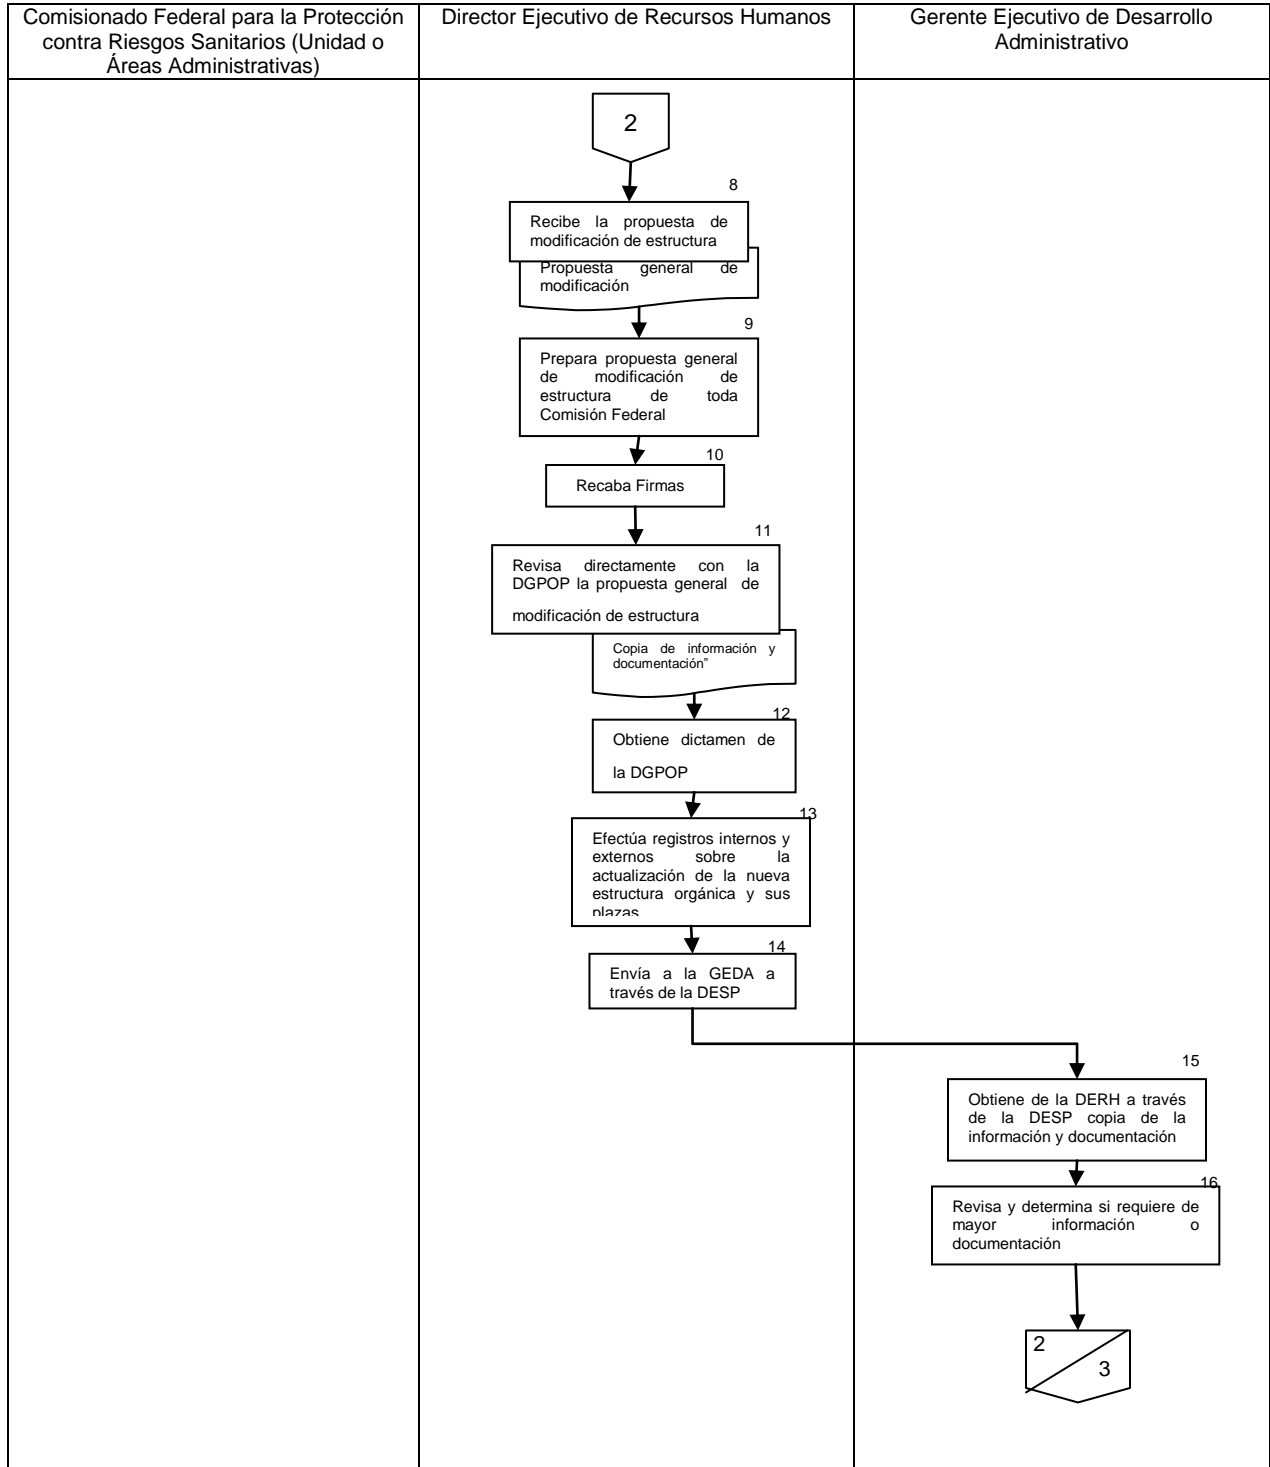 Comisionado Federal para la Protección
contra Riesgos Sanitarios (Unidad o
Áreas Administrativas)
Director Ejecutivo de Recursos Humanos
Gerente Ejecutivo de Desarrollo
Administrativo
2
8
Recibe la propuesta de
modificación de estructura
Propuesta general de
modificación
9
Prepara propuesta general
de modificación de
estructura de toda
Comisión Federal
10
Recaba Firmas
11
Revisa directamente con la
DGPOP la propuesta general de
modificación de estructura
Copia de información y
documentación”
12
Obtiene dictamen de
la DGPOP
13
Efectúa registros internos y
externos sobre la
actualización de la nueva
estructura orgánica y sus
plazas
14
Envía a la GEDA a
través de la DESP
15
Obtiene de la DERH a través
de la DESP copia de la
información y documentación
16
Revisa y determina si requiere de
mayor información o
documentación
2
3